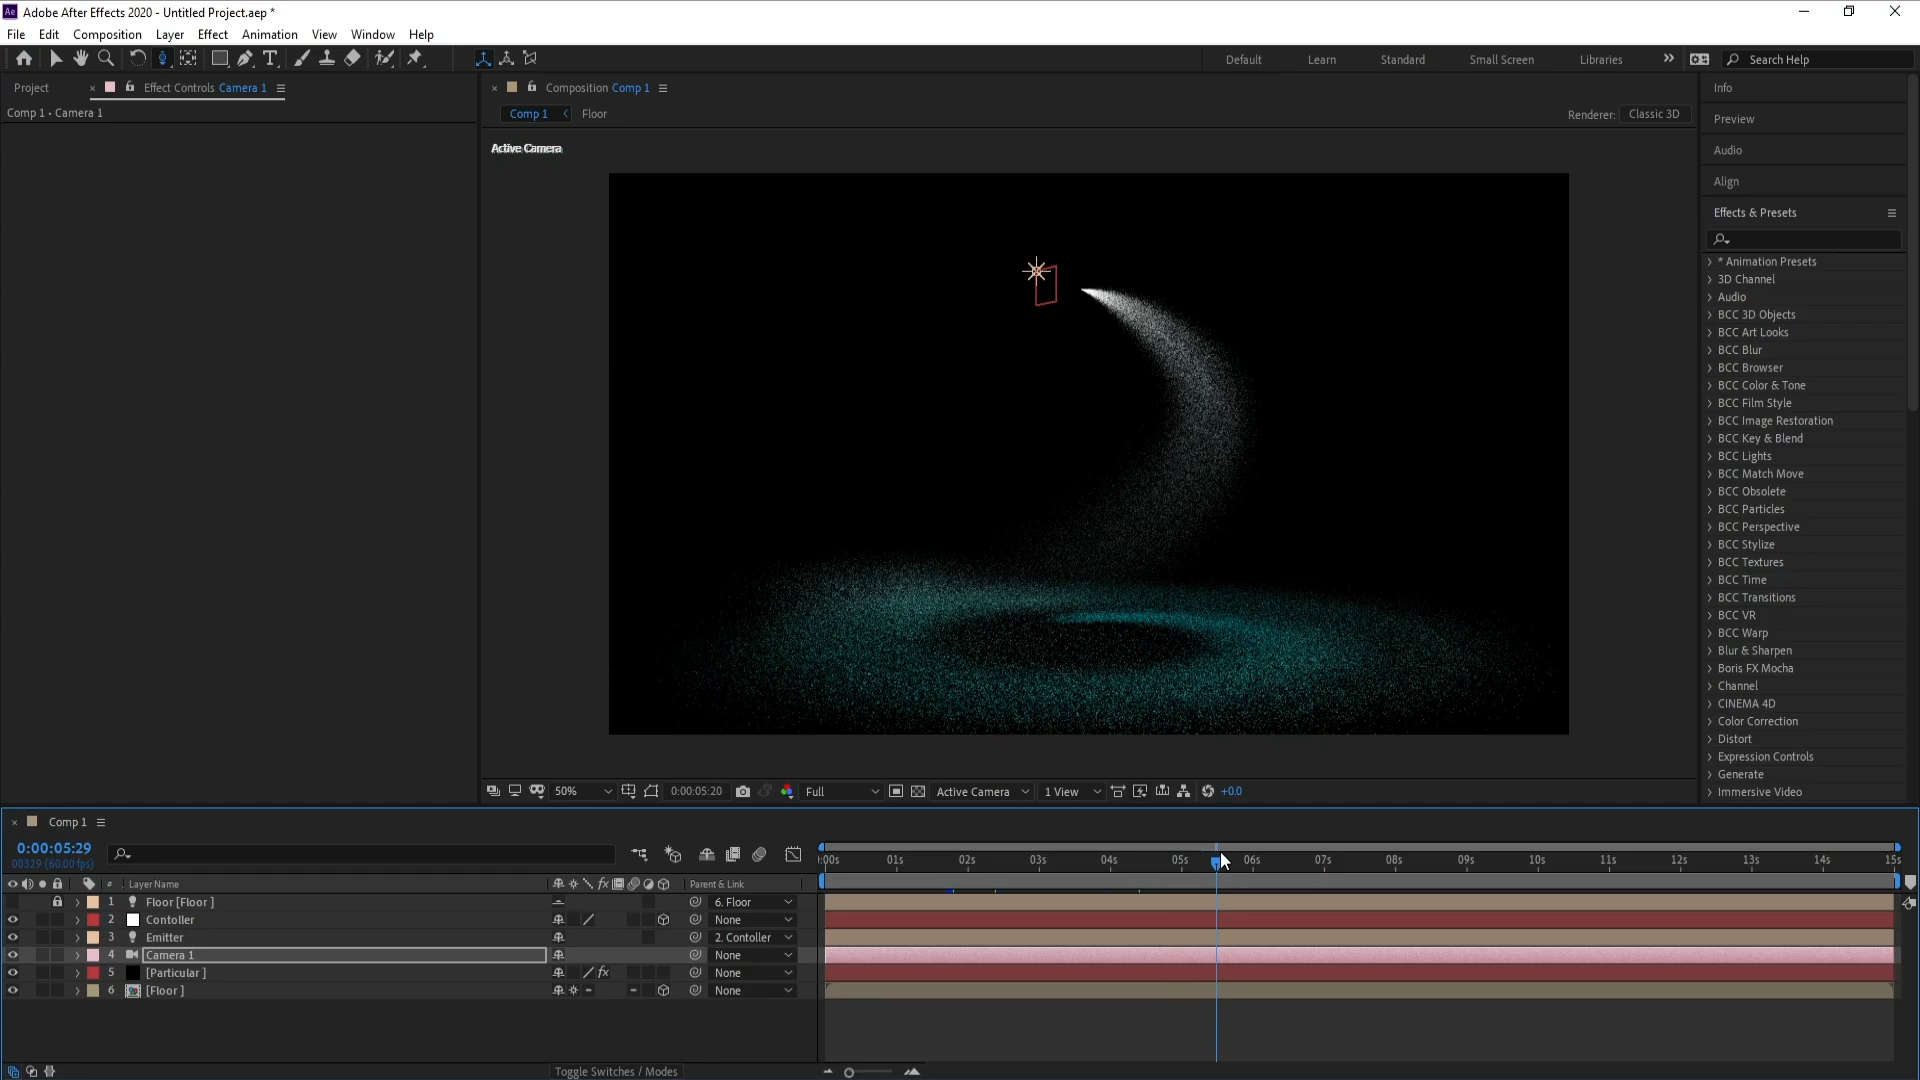 Ae Adobe After Effects 2020 - Untitled Project.aep *
File Edit Composition Layer Effect Animation View Window Help
Default Learn Standard Small Screen Libraries Search Help
Project Effect Controls Camera 1
Comp 1 • Camera 1
Composition Comp 1
Comp 1 Floor
Renderer: Classic 3D
Active Camera
50% 0:00:05:20 Full Active Camera 1 View +0.0
Info
Preview
Audio
Align
Effects & Presets
* Animation Presets
3D Channel
Audio
BCC 3D Objects
BCC Art Looks
BCC Blur
BCC Browser
BCC Color & Tone
BCC Film Style
BCC Image Restoration
BCC Key & Blend
BCC Lights
BCC Match Move
BCC Obsolete
BCC Particles
BCC Perspective
BCC Stylize
BCC Textures
BCC Time
BCC Transitions
BCC VR
BCC Warp
Blur & Sharpen
Boris FX Mocha
Channel
CINEMA 4D
Color Correction
Distort
Expression Controls
Generate
Immersive Video
Comp 1
0:00:05:29
00329 (60.00 fps)
:00s 01s 02s 03s 04s 05s 06s 07s 08s 09s 10s 11s 12s 13s 14s 15s
# Layer Name fx Parent & Link
1 Floor [Floor ] 6. Floor
2 Contoller None
3 Emitter 2. Contoller
4 Camera 1 None
5 [Particular ] fx None
6 [Floor ] None
Toggle Switches / Modes